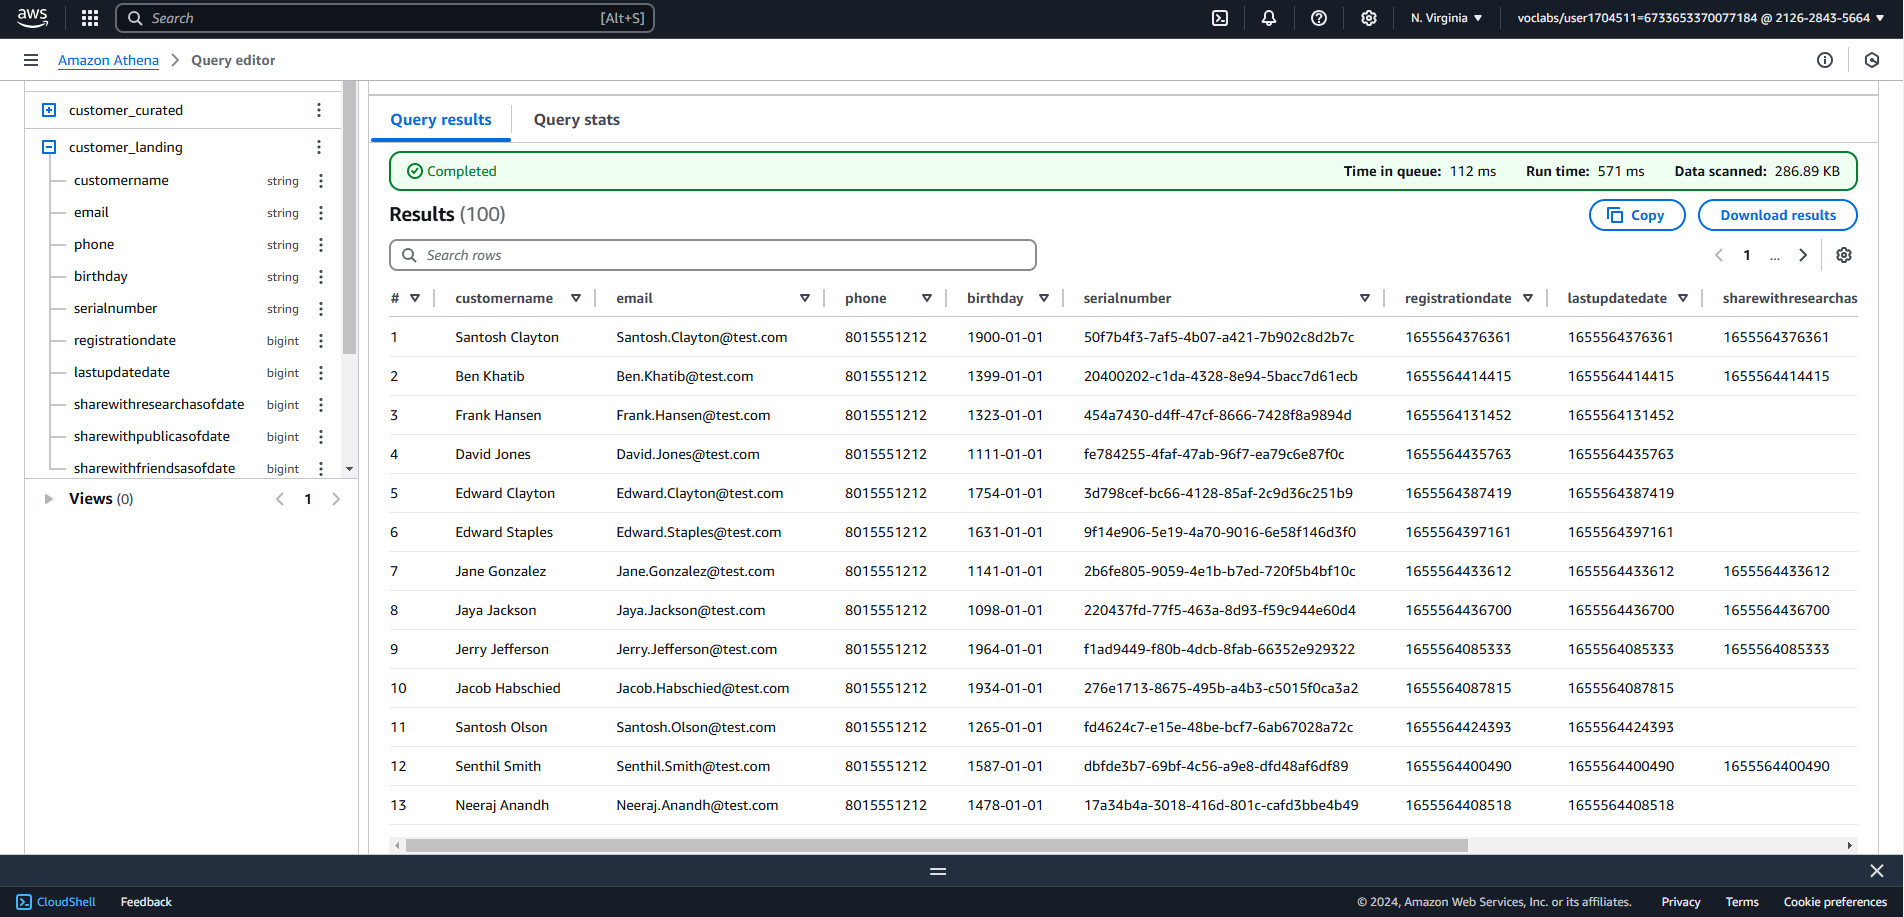 aws Search [Alt+S] N. Virginia voclabs/user1704511=6733653370077184 @ 2126-2843-5664
Amazon Athena Query editor
customer_curated
customer_landing
customername string
email string
phone string
birthday string
serialnumber string
registrationdate bigint
lastupdatedate bigint
sharewithresearchasofdate bigint
sharewithpublicasofdate bigint
sharewithfriendsasofdate bigint
Views (0) 1
Query results Query stats
Completed Time in queue: 112 ms Run time: 571 ms Data scanned: 286.89 KB
Results (100) Copy Download results
Search rows 1 ...
# customername email phone birthday serialnumber registrationdate lastupdatedate sharewithresearchas
1 Santosh Clayton Santosh.Clayton@test.com 8015551212 1900-01-01 50f7b4f3-7af5-4b07-a421-7b902c8d2b7c 1655564376361 1655564376361 1655564376361
2 Ben Khatib Ben.Khatib@test.com 8015551212 1399-01-01 20400202-c1da-4328-8e94-5bacc7d61ecb 1655564414415 1655564414415 1655564414415
3 Frank Hansen Frank.Hansen@test.com 8015551212 1323-01-01 454a7430-d4ff-47cf-8666-7428f8a9894d 1655564131452 1655564131452
4 David Jones David.Jones@test.com 8015551212 1111-01-01 fe784255-4faf-47ab-96f7-ea79c6e87f0c 1655564435763 1655564435763
5 Edward Clayton Edward.Clayton@test.com 8015551212 1754-01-01 3d798cef-bc66-4128-85af-2c9d36c251b9 1655564387419 1655564387419
6 Edward Staples Edward.Staples@test.com 8015551212 1631-01-01 9f14e906-5e19-4a70-9016-6e58f146d3f0 1655564397161 1655564397161
7 Jane Gonzalez Jane.Gonzalez@test.com 8015551212 1141-01-01 2b6fe805-9059-4e1b-b7ed-720f5b4bf10c 1655564433612 1655564433612 1655564433612
8 Jaya Jackson Jaya.Jackson@test.com 8015551212 1098-01-01 220437fd-77f5-463a-8d93-f59c944e60d4 1655564436700 1655564436700 1655564436700
9 Jerry Jefferson Jerry.Jefferson@test.com 8015551212 1964-01-01 f1ad9449-f80b-4dcb-8fab-66352e929322 1655564085333 1655564085333 1655564085333
10 Jacob Habschied Jacob.Habschied@test.com 8015551212 1934-01-01 276e1713-8675-495b-a4b3-c5015f0ca3a2 1655564087815 1655564087815
11 Santosh Olson Santosh.Olson@test.com 8015551212 1265-01-01 fd4624c7-e15e-48be-bcf7-6ab67028a72c 1655564424393 1655564424393
12 Senthil Smith Senthil.Smith@test.com 8015551212 1587-01-01 dbfde3b7-69bf-4c56-a9e8-dfd48af6df89 1655564400490 1655564400490 1655564400490
13 Neeraj Anandh Neeraj.Anandh@test.com 8015551212 1478-01-01 17a34b4a-3018-416d-801c-cafd3bbe4b49 1655564408518 1655564408518
CloudShell Feedback © 2024, Amazon Web Services, Inc. or its affiliates. Privacy Terms Cookie preferences